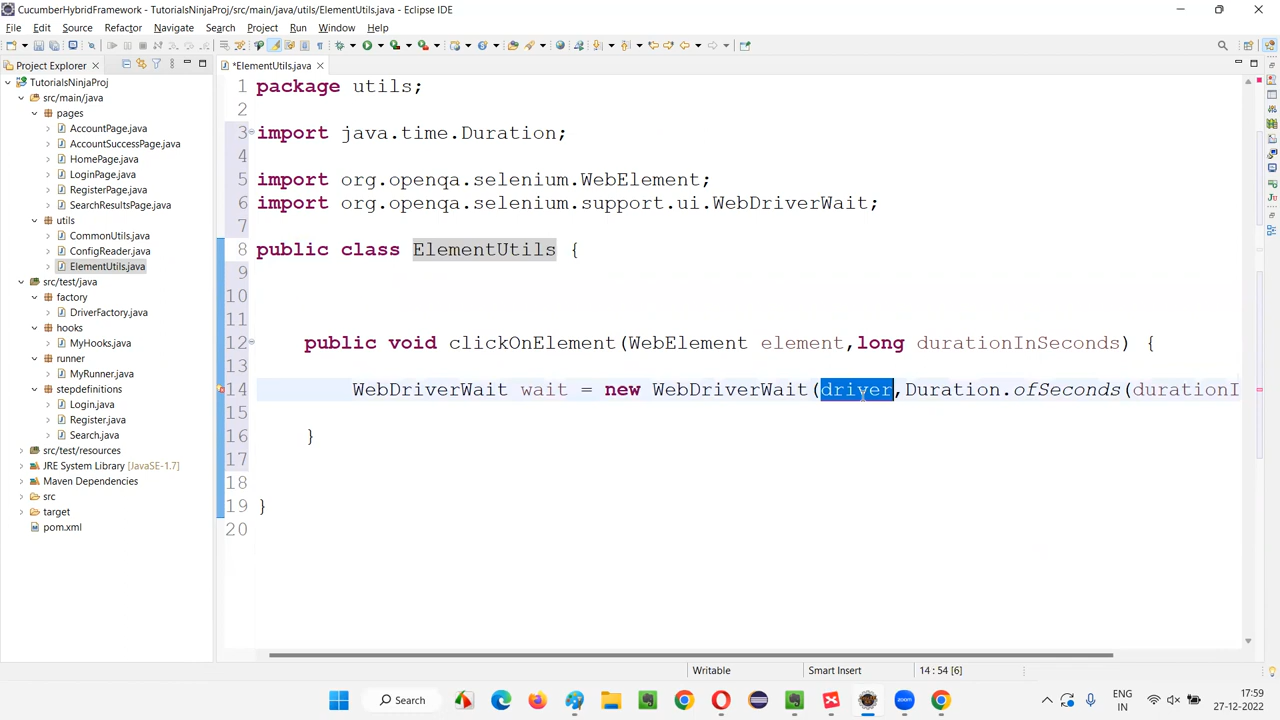 CucumberHybridFramework - TutorialsNinjaProj/src/main/java/utils/ElementUtils.java - Eclipse IDE
File Edit Source Refactor Navigate Search Project Run Window Help
Project Explorer
*ElementUtils.java
TutorialsNinjaProj
src/main/java
pages
AccountPage.java
AccountSuccessPage.java
HomePage.java
LoginPage.java
RegisterPage.java
SearchResultsPage.java
utils
CommonUtils.java
ConfigReader.java
ElementUtils.java
src/test/java
factory
DriverFactory.java
hooks
MyHooks.java
runner
MyRunner.java
stepdefinitions
Login.java
Register.java
Search.java
src/test/resources
JRE System Library [JavaSE-1.7]
Maven Dependencies
src
target
pom.xml
1 package utils;
2
3 import java.time.Duration;
4
5 import org.openqa.selenium.WebElement;
6 import org.openqa.selenium.support.ui.WebDriverWait;
7
8 public class ElementUtils {
9
10
11
12 public void clickOnElement(WebElement element,long durationInSeconds) {
13
14 WebDriverWait wait = new WebDriverWait(driver,Duration.ofSeconds(durationI
15
16 }
17
18
19 }
20
Writable Smart Insert 14 : 54 [6]
Search
ENG
IN
17:59
27-12-2022